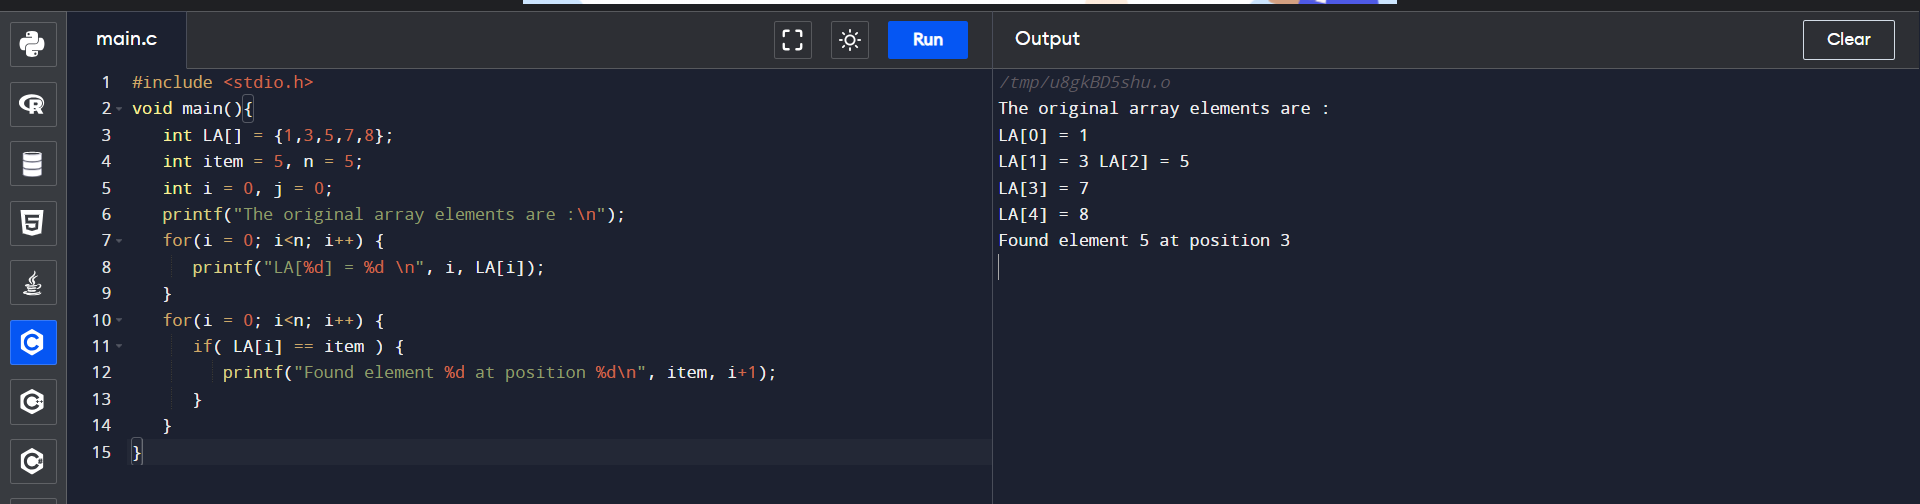 main.c
Run
Output
Clear
1 #include <stdio.h>
2 void main(){
3 int LA[] = {1,3,5,7,8};
4 int item = 5, n = 5;
5 int i = 0, j = 0;
6 printf("The original array elements are :\n");
7 for(i = 0; i<n; i++) {
8 printf("LA[%d] = %d \n", i, LA[i]);
9 }
10 for(i = 0; i<n; i++) {
11 if( LA[i] == item ) {
12 printf("Found element %d at position %d\n", item, i+1);
13 }
14 }
15 }
/tmp/u8gkBD5shu.o
The original array elements are :
LA[0] = 1
LA[1] = 3 LA[2] = 5
LA[3] = 7
LA[4] = 8
Found element 5 at position 3